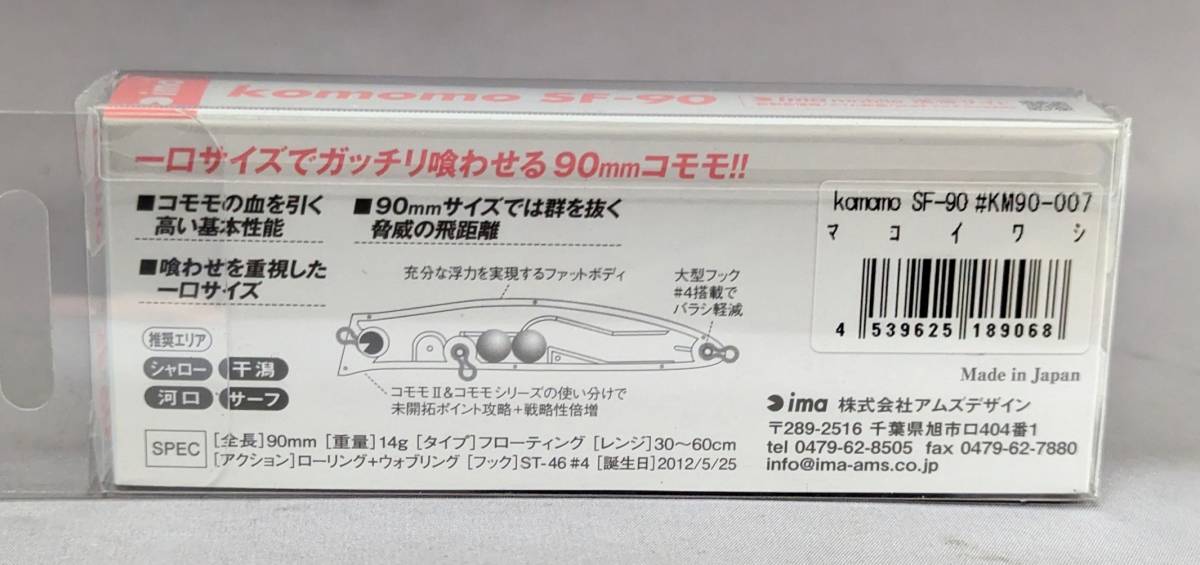 ima
komomo SF-90
ima
一口サイズでガッチリ喰わせる90mmコモモ!!
■コモモの血を引く
高い基本性能
■90mmサイズでは群を抜く
脅威の飛距離
■喰わせを重視した
一口サイズ
充分な浮力を実現するファットボディ
大型フック
#4搭載で
バラシ軽減
コモモⅡ&コモモシリーズの使い分けで
未開拓ポイント攻略+戦略性倍増
推奨エリア
シャロー 干潟
河口 サーフ
SPEC
[全長]90mm [重量]14g [タイプ]フローティング [レンジ]30〜60cm
[アクション]ローリング+ウォブリング [フック]ST-46 #4 [誕生日]2012/5/25
komomo SF-90 #KM90-007
マコイワシ
4 539625 189068
Made in Japan
ima 株式会社アムズデザイン
〒289-2516 千葉県旭市ロ404番1
tel 0479-62-8505 fax 0479-62-7880
info@ima-ams.co.jp